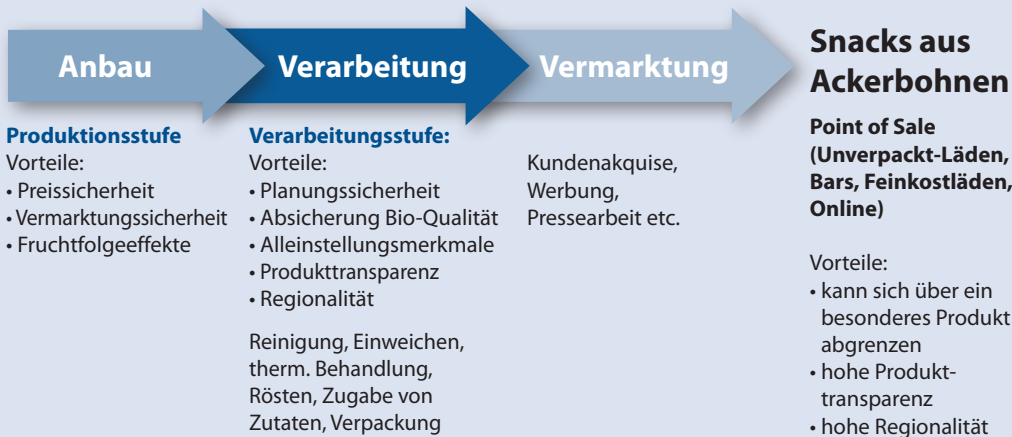 Anbau
Verarbeitung
Vermarktung
Snacks aus
Ackerbohnen
Produktionsstufe
Vorteile:
• Preissicherheit
• Vermarktungssicherheit
• Fruchtfolgeeffekte
Verarbeitungsstufe:
Vorteile:
• Planungssicherheit
• Absicherung Bio-Qualität
• Alleinstellungsmerkmale
• Produkttransparenz
• Regionalität
Reinigung, Einweichen,
therm. Behandlung,
Rösten, Zugabe von
Zutaten, Verpackung
Kundenakquise,
Werbung,
Pressearbeit etc.
Point of Sale
(Unverpackt-Läden,
Bars, Feinkostläden,
Online)
Vorteile:
• kann sich über ein
besonderes Produkt
abgrenzen
• hohe Produkt-
transparenz
• hohe Regionalität